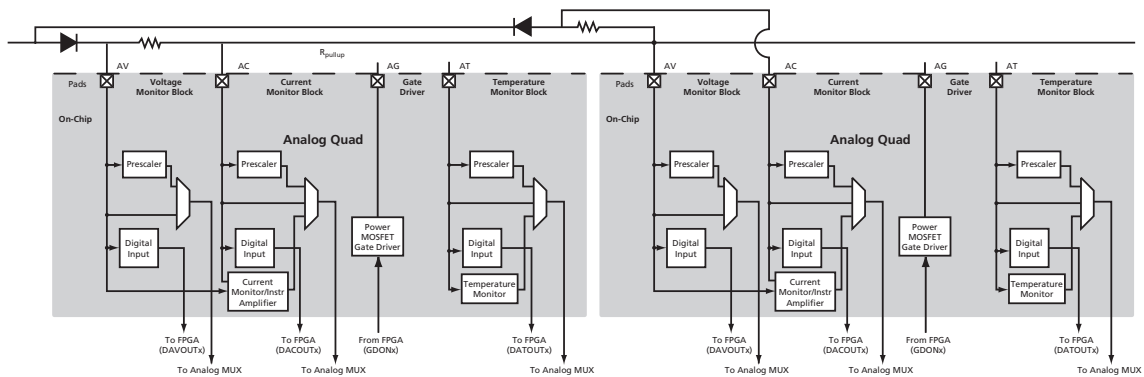 Rpullup
AV
AC
AG
AT
Pads
Voltage
Monitor Block
Current
Monitor Block
Gate
Driver
Temperature
Monitor Block
On-Chip
Analog Quad
Prescaler
Prescaler
Prescaler
Power
MOSFET
Gate Driver
Digital
Input
Digital
Input
Digital
Input
Current
Monitor/Instr
Amplifier
Temperature
Monitor
To FPGA
(DAVOUTx)
To FPGA
(DACOUTx)
From FPGA
(GDONx)
To FPGA
(DATOUTx)
To Analog MUX
To Analog MUX
To Analog MUX
AV
AC
AG
AT
Pads
Voltage
Monitor Block
Current
Monitor Block
Gate
Driver
Temperature
Monitor Block
On-Chip
Analog Quad
Prescaler
Prescaler
Prescaler
Power
MOSFET
Gate Driver
Digital
Input
Digital
Input
Digital
Input
Current
Monitor/Instr
Amplifier
Temperature
Monitor
To FPGA
(DAVOUTx)
To FPGA
(DACOUTx)
From FPGA
(GDONx)
To FPGA
(DATOUTx)
To Analog MUX
To Analog MUX
To Analog MUX